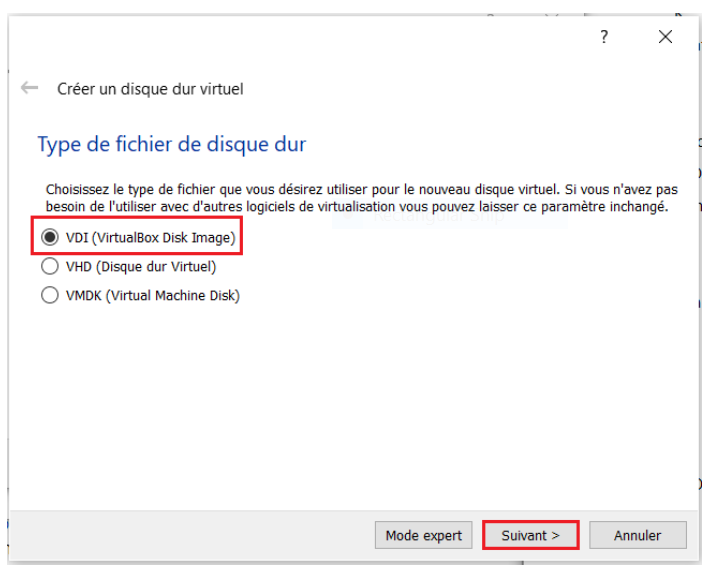 ?
Créer un disque dur virtuel
Type de fichier de disque dur
Choisissez le type de fichier que vous désirez utiliser pour le nouveau disque virtuel. Si vous n'avez pas
besoin de l'utiliser avec d'autres logiciels de virtualisation vous pouvez laisser ce paramètre inchangé.
VDI (VirtualBox Disk Image)
VHD (Disque dur Virtuel)
VMDK (Virtual Machine Disk)
Mode expert
Suivant >
Annuler